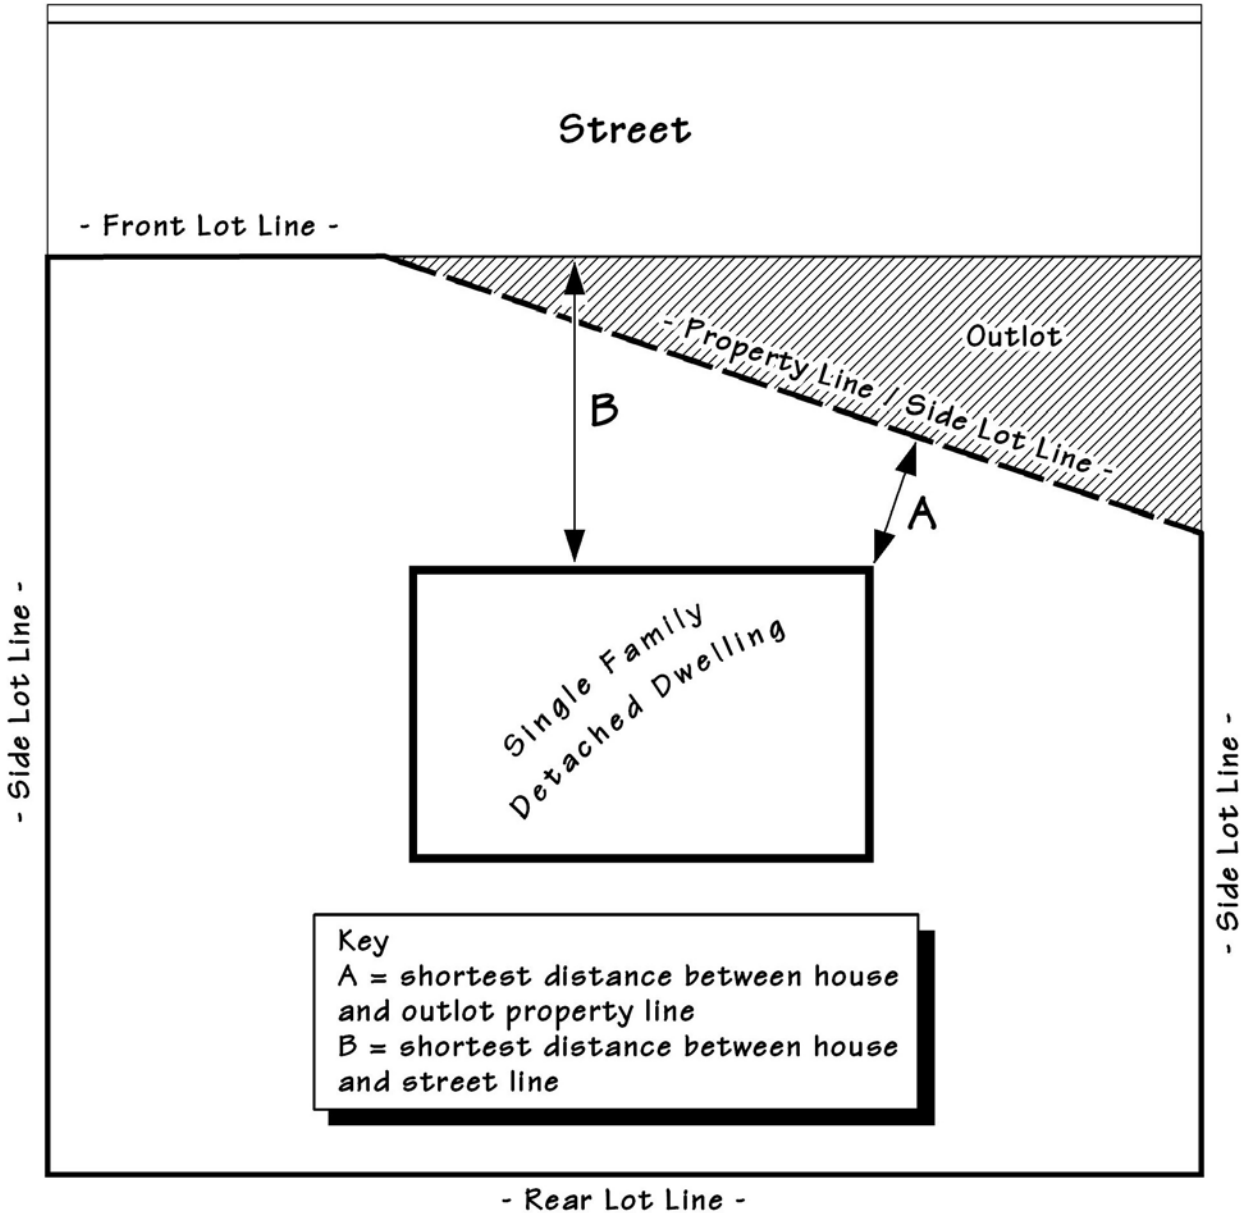 Street
- Front Lot Line -
Outlot
- Property Line / Side Lot Line -
B
A
- Side Lot Line -
Single Family
Detached Dwelling
- Side Lot Line -
Key
A = shortest distance between house
and outlot property line
B = shortest distance between house
and street line
- Rear Lot Line -